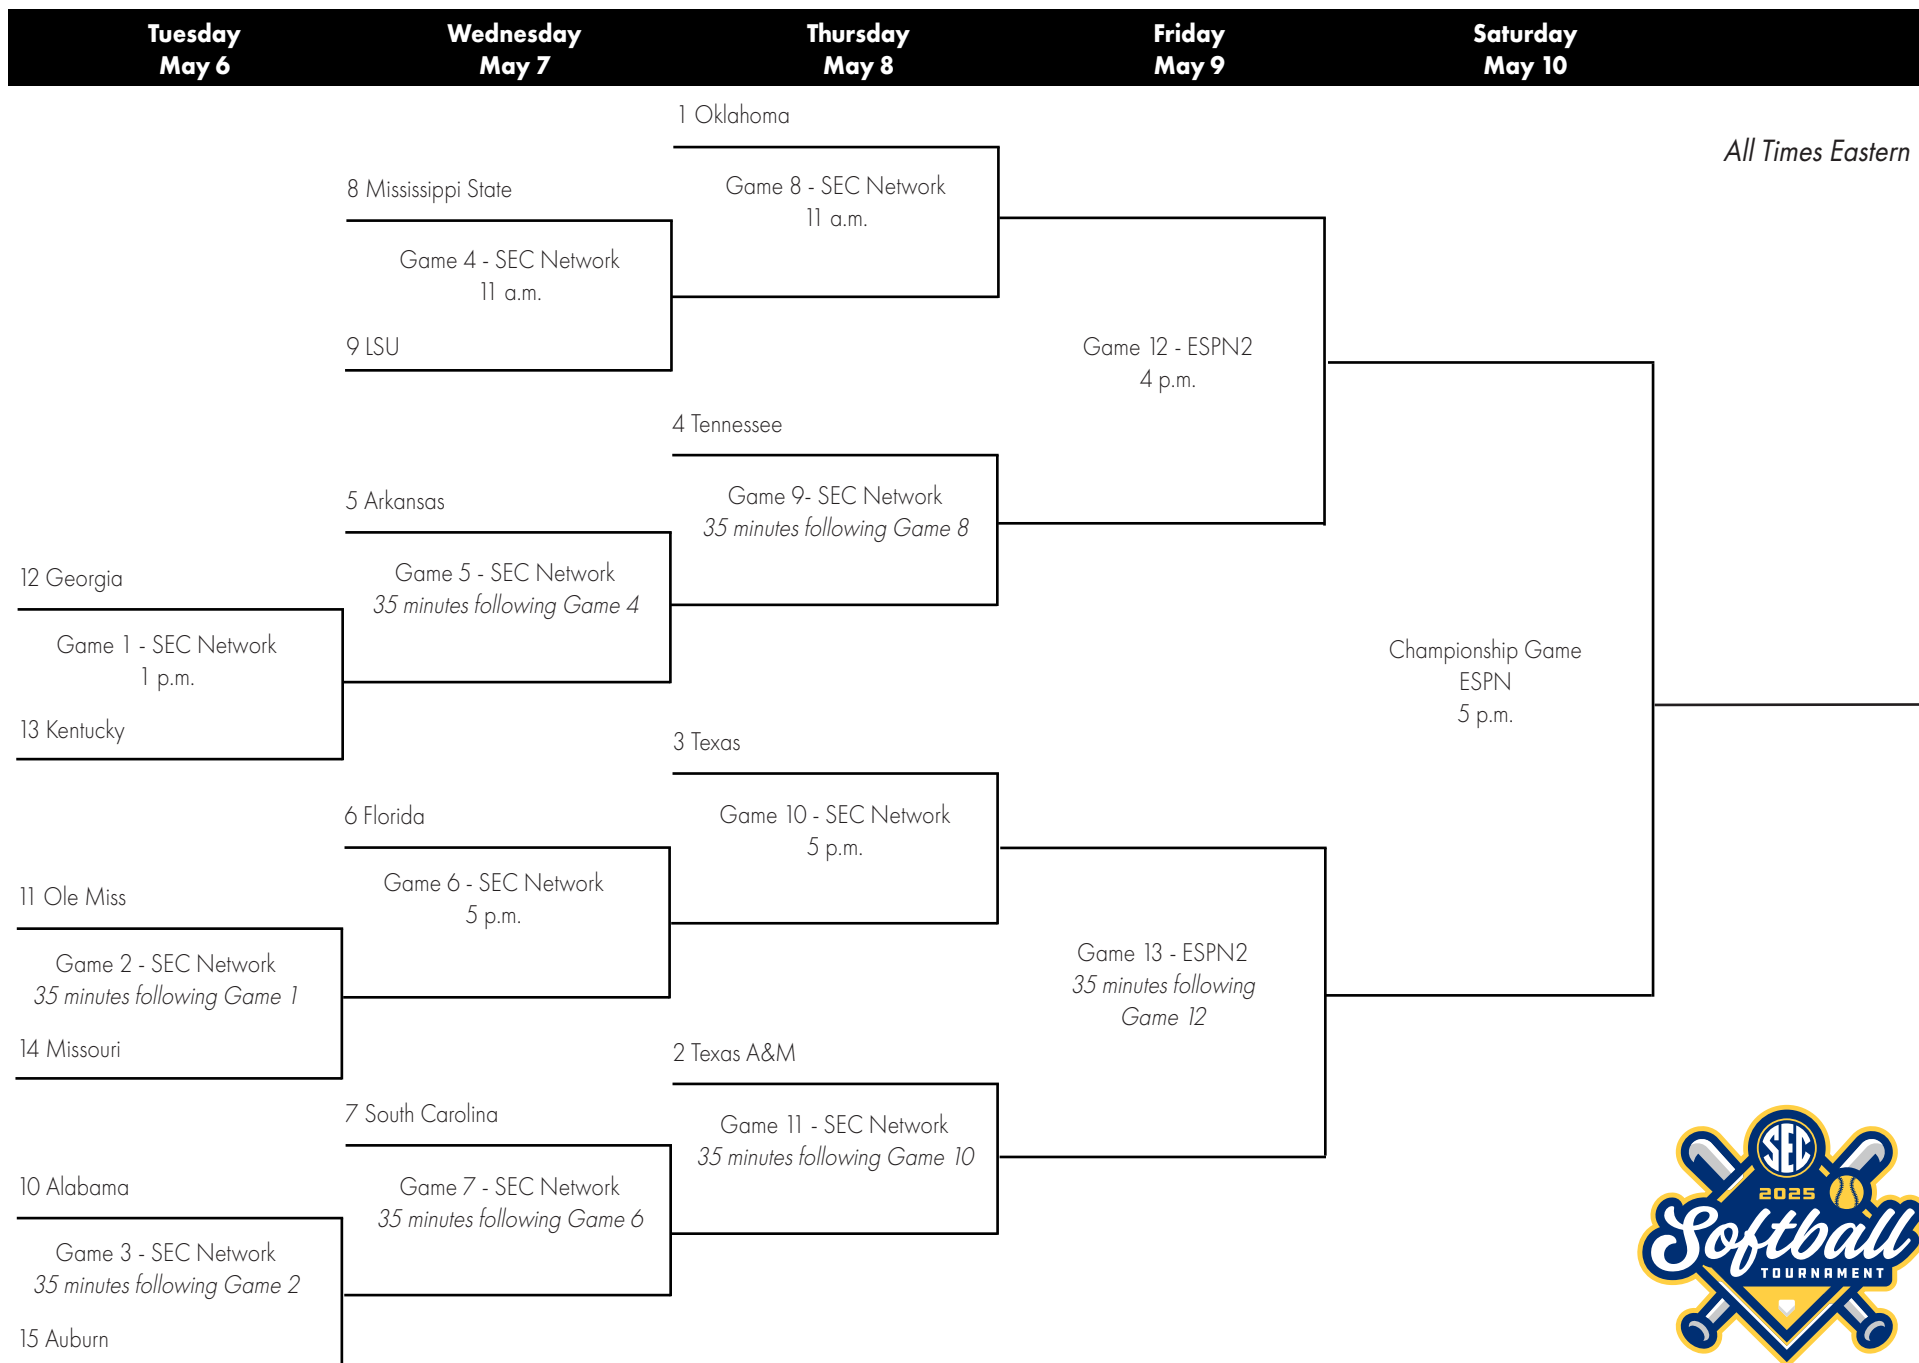 Tuesday
May 6
Wednesday
May 7
Thursday
May 8
Friday
May 9
Saturday
May 10
All Times Eastern
12 Georgia
Game 1 - SEC Network
1 p.m.
13 Kentucky
11 Ole Miss
Game 2 - SEC Network
35 minutes following Game 1
14 Missouri
10 Alabama
Game 3 - SEC Network
35 minutes following Game 2
15 Auburn
8 Mississippi State
Game 4 - SEC Network
11 a.m.
9 LSU
5 Arkansas
Game 5 - SEC Network
35 minutes following Game 4
6 Florida
Game 6 - SEC Network
5 p.m.
7 South Carolina
Game 7 - SEC Network
35 minutes following Game 6
1 Oklahoma
Game 8 - SEC Network
11 a.m.
4 Tennessee
Game 9- SEC Network
35 minutes following Game 8
3 Texas
Game 10 - SEC Network
5 p.m.
2 Texas A&M
Game 11 - SEC Network
35 minutes following Game 10
Game 12 - ESPN2
4 p.m.
Game 13 - ESPN2
35 minutes following
Game 12
Championship Game
ESPN
5 p.m.
SEC
2025
Softball
TOURNAMENT